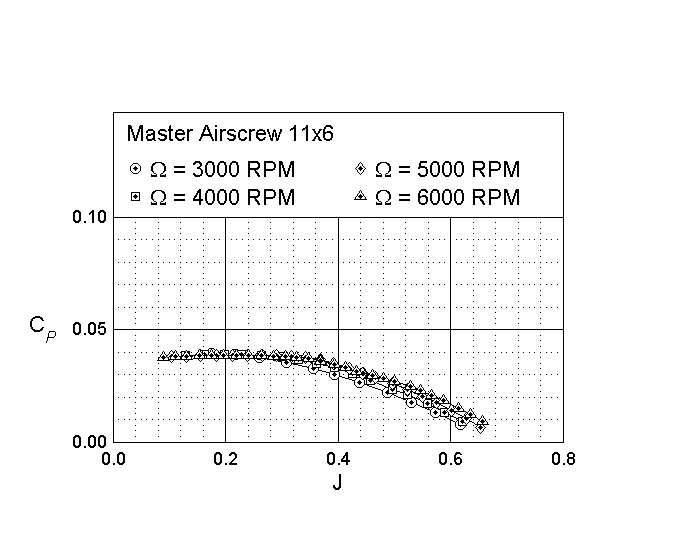 Master Airscrew 11x6
Ω = 3000 RPM
Ω = 5000 RPM
Ω = 4000 RPM
Ω = 6000 RPM
0.10
C_P
0.05
0.00
0.0 0.2 0.4 0.6 0.8
J